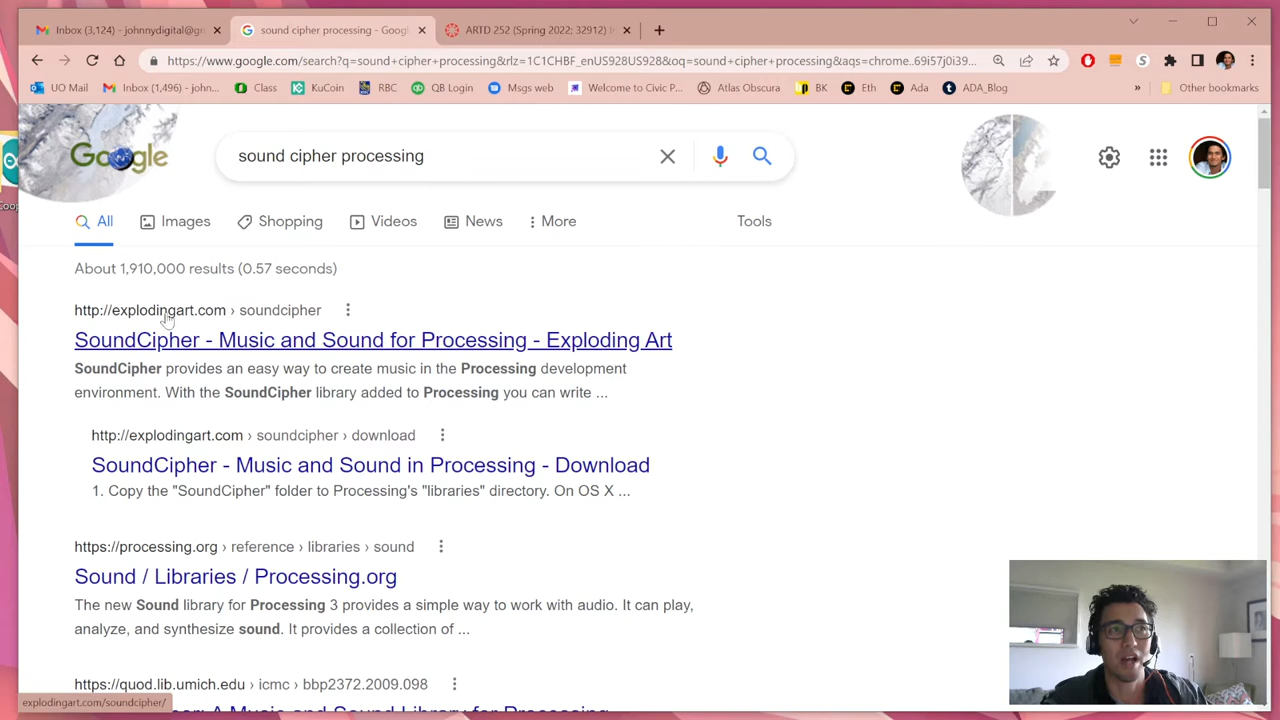 Inbox (3,124) - johnnydigital@gm
sound cipher processing - Googl
ARTD 252 (Spring 2022; 32912) I
https://www.google.com/search?q=sound+cipher+processing&rlz=1C1CHBF_enUS928US928&oq=sound+cipher+processing&aqs=chrome..69i57j0i39...
UO Mail
Inbox (1,496) - john...
Class
KuCoin
RBC
QB Login
Msgs web
Welcome to Civic P...
Atlas Obscura
BK
Eth
Ada
ADA_Blog
»
Other bookmarks
Google
sound cipher processing
All
Images
Shopping
Videos
News
More
Tools
About 1,910,000 results (0.57 seconds)
http://explodingart.com › soundcipher
SoundCipher - Music and Sound for Processing - Exploding Art
SoundCipher provides an easy way to create music in the Processing development
environment. With the SoundCipher library added to Processing you can write ...
http://explodingart.com › soundcipher › download
SoundCipher - Music and Sound in Processing - Download
1. Copy the "SoundCipher" folder to Processing's "libraries" directory. On OS X ...
https://processing.org › reference › libraries › sound
Sound / Libraries / Processing.org
The new Sound library for Processing 3 provides a simple way to work with audio. It can play,
analyze, and synthesize sound. It provides a collection of ...
https://quod.lib.umich.edu › icmc › bbp2372.2009.098
A Music and Sound Library for Processing
explodingart.com/soundcipher/